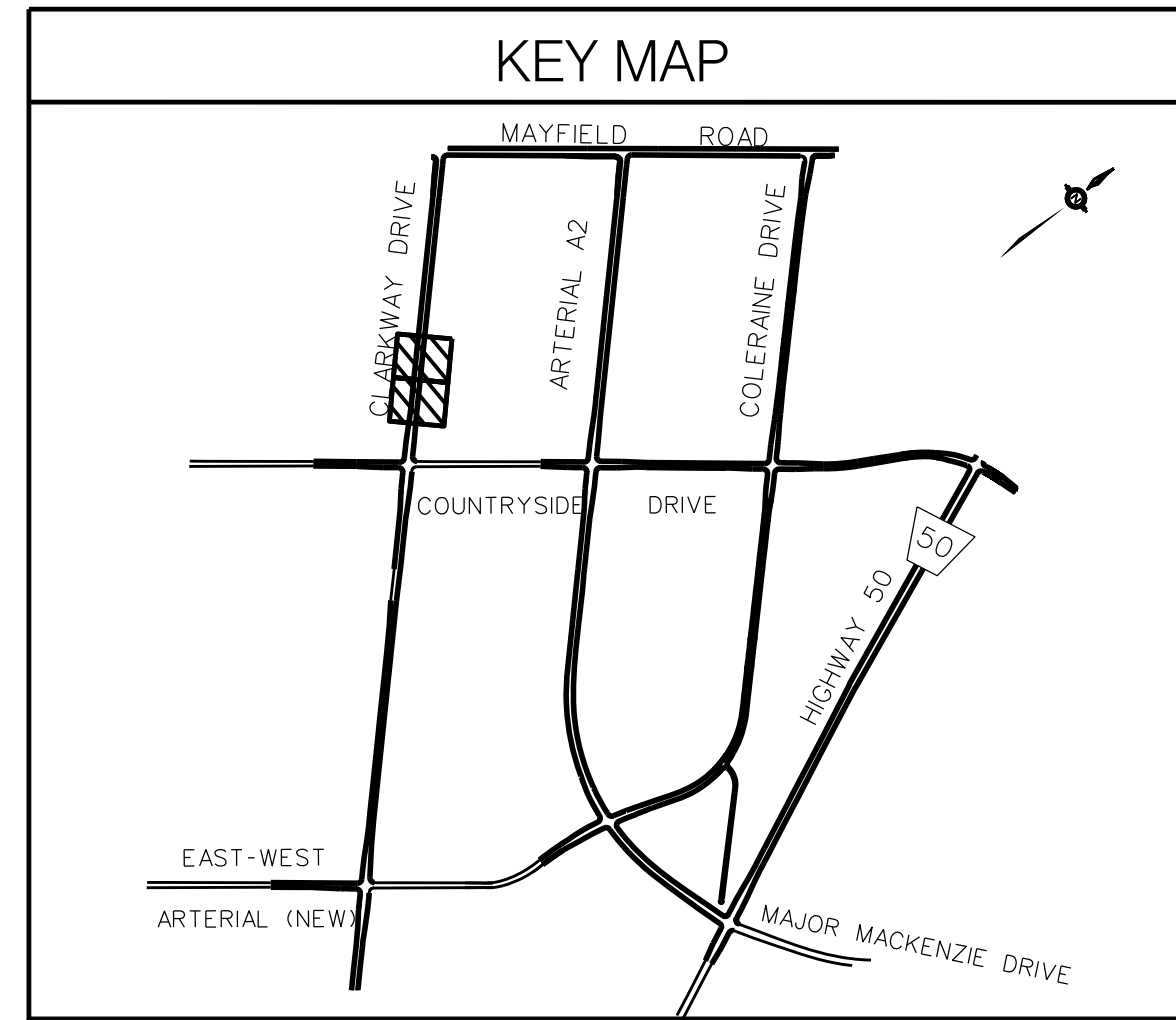 KEY MAP
MAYFIELD ROAD
CLARKWAY DRIVE
ARTERIAL A2
COLERAINE DRIVE
N
COUNTRYSIDE DRIVE
50
HIGHWAY 50
EAST-WEST
ARTERIAL (NEW)
MAJOR MACKENZIE DRIVE